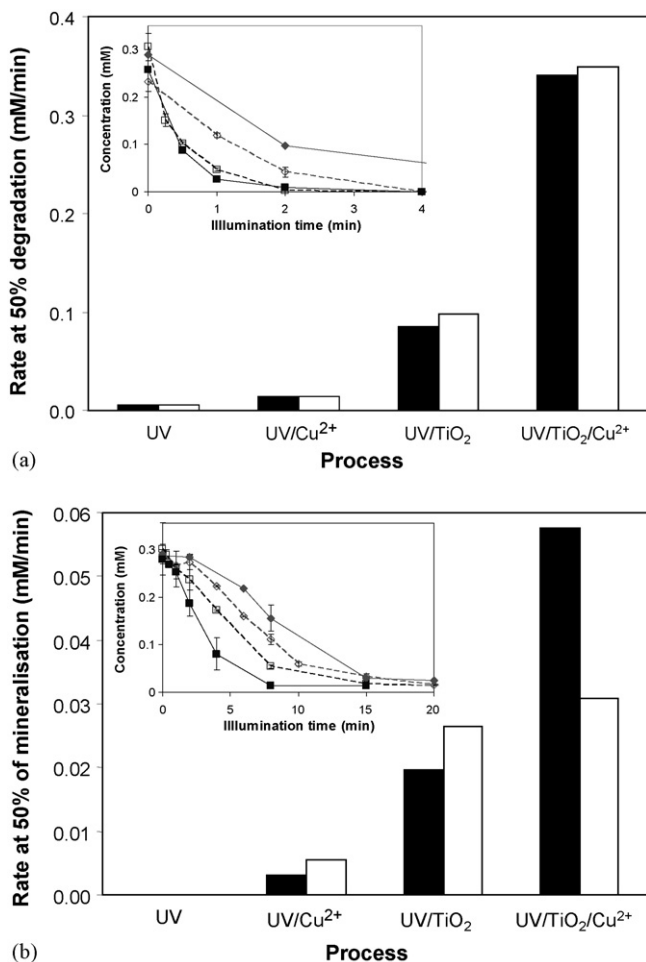 0.4
0.3
0.2
0.1
0.0
Rate at 50% degradation (mM/min)
0.3
0.2
0.1
0
Concentration (mM)
0 1 2 3 4
Illlumination time (min)
UV UV/Cu²⁺ UV/TiO₂ UV/TiO₂/Cu²⁺
(a)
Process
0.06
0.05
0.04
0.03
0.02
0.01
0.00
Rate at 50% of mineralisation (mM/min)
0.3
0.2
0.1
0
Concentration (mM)
0 5 10 15 20
Illlumination time (min)
UV UV/Cu²⁺ UV/TiO₂ UV/TiO₂/Cu²⁺
(b)
Process